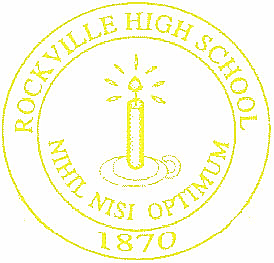 ROCKVILLE HIGH SCHOOL
NIHIL NISI OPTIMUM
1870